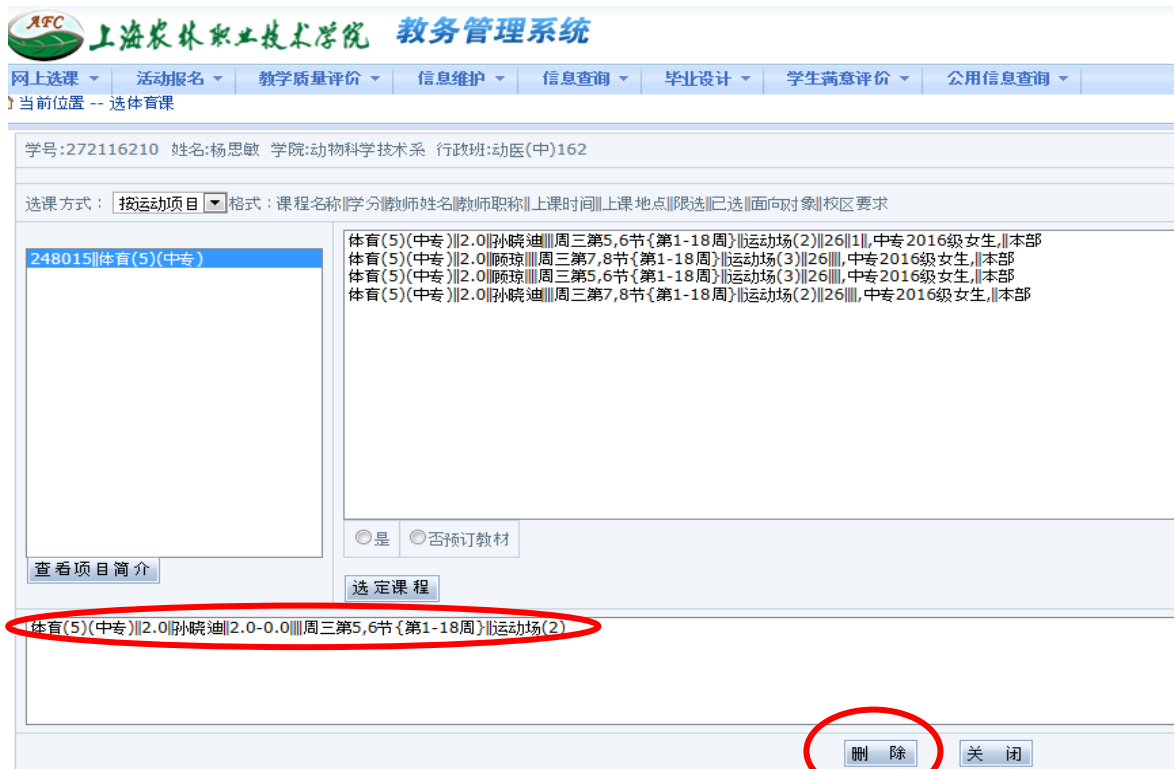 AFC 上海农林职业技术学院 教务管理系统
网上选课 活动报名 教学质量评价 信息维护 信息查询 毕业设计 学生满意评价 公用信息查询
当前位置 -- 选体育课
学号:272116210 姓名:杨思敏 学院:动物科学技术系 行政班:动医(中)162
选课方式: 按运动项目 格式:课程名称||学分||教师姓名||教师职称||上课时间||上课地点||限选||已选||面向对象||校区要求
248015||体育(5)(中专)
体育(5)(中专)||2.0||孙晓迪||||周三第5,6节{第1-18周}||运动场(2)||26||1||,中专2016级女生,||本部
体育(5)(中专)||2.0||顾琼||||周三第7,8节{第1-18周}||运动场(3)||26||||,中专2016级女生,||本部
体育(5)(中专)||2.0||顾琼||||周三第5,6节{第1-18周}||运动场(3)||26||||,中专2016级女生,||本部
体育(5)(中专)||2.0||孙晓迪||||周三第7,8节{第1-18周}||运动场(2)||26||||,中专2016级女生,||本部
是 否预订教材
查看项目简介
选定课程
体育(5)(中专)||2.0||孙晓迪||2.0-0.0||||周三第5,6节{第1-18周}||运动场(2)
删 除 关 闭